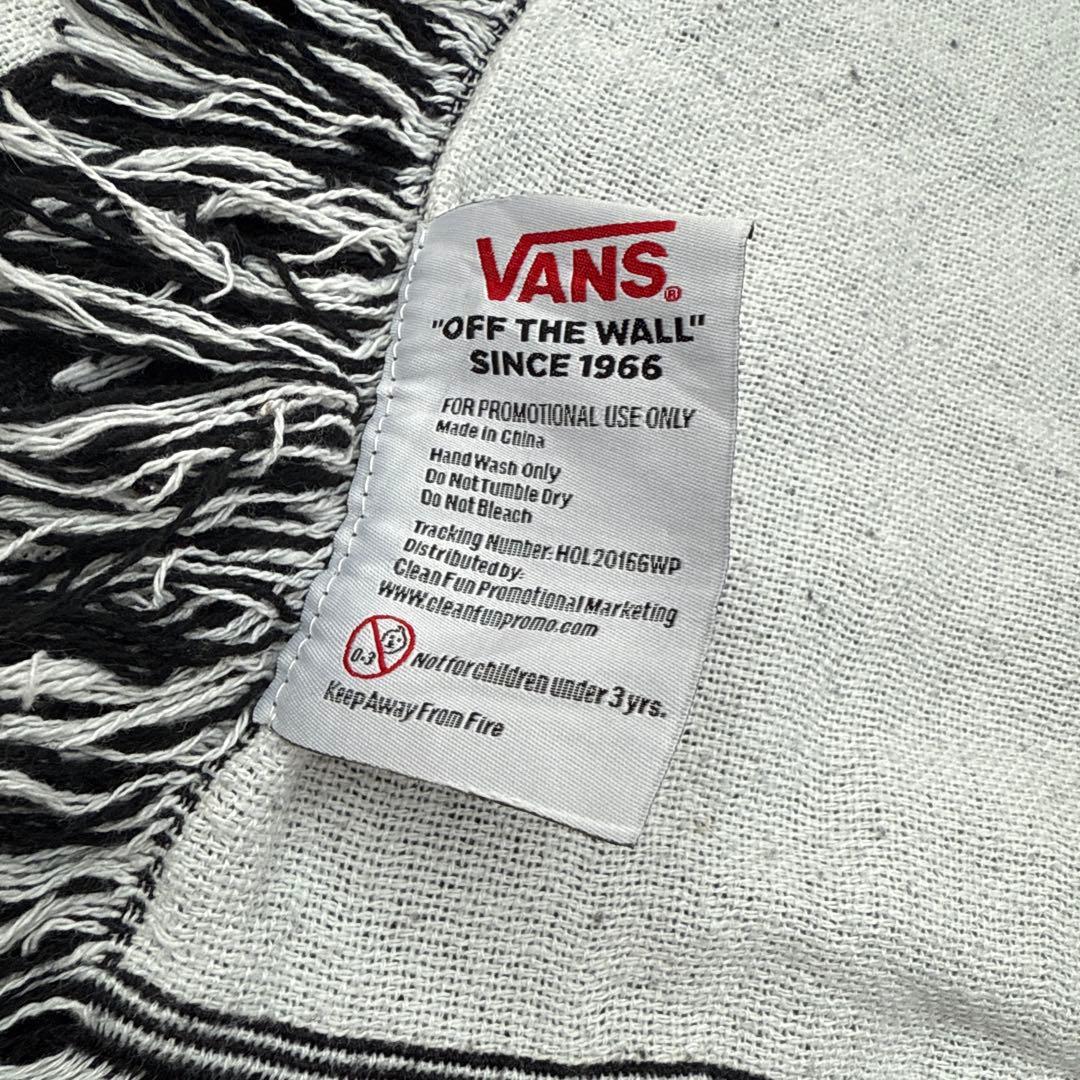 VANS®
"OFF THE WALL"
SINCE 1966
FOR PROMOTIONAL USE ONLY
Made in China
Hand Wash Only
Do Not Tumble Dry
Do Not Bleach
Tracking Number: HOL20166WP
Distributed by:
Clean Fun Promotional Marketing
www.cleanfunpromo.com
0-3 Not for children under 3 yrs.
Keep Away From Fire